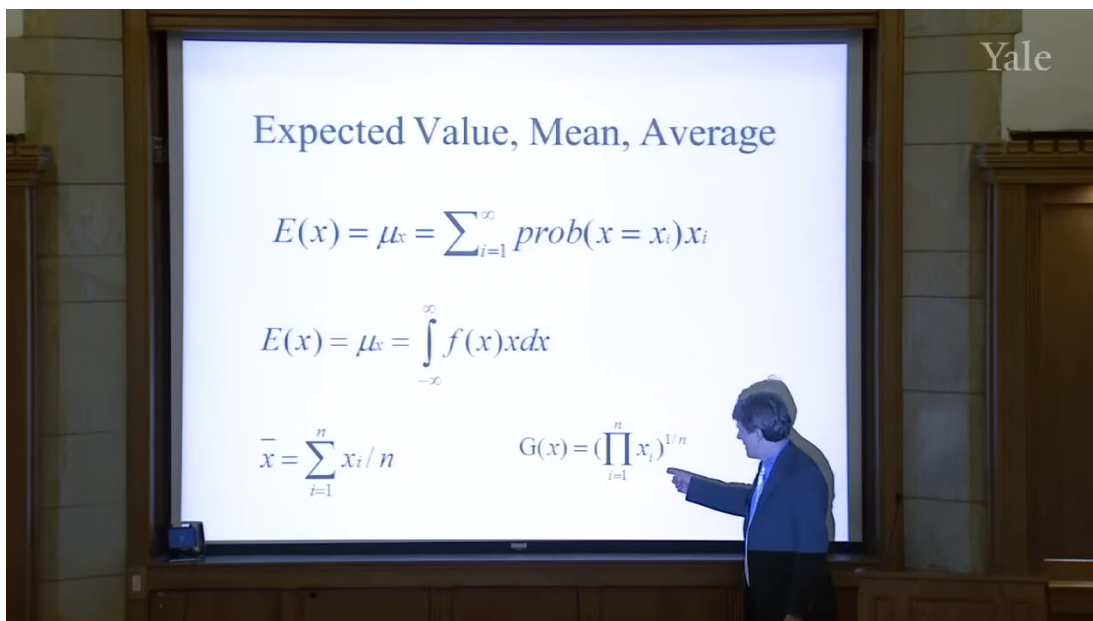 Yale
Expected Value, Mean, Average
E(x) = μx = ∑_{i=1}^{∞} prob(x = xi)xi
E(x) = μx = ∫_{-∞}^{∞} f(x)xdx
x̄ = ∑_{i=1}^{n} xi / n
G(x) = (∏_{i=1}^{n} xi)^{1/n}